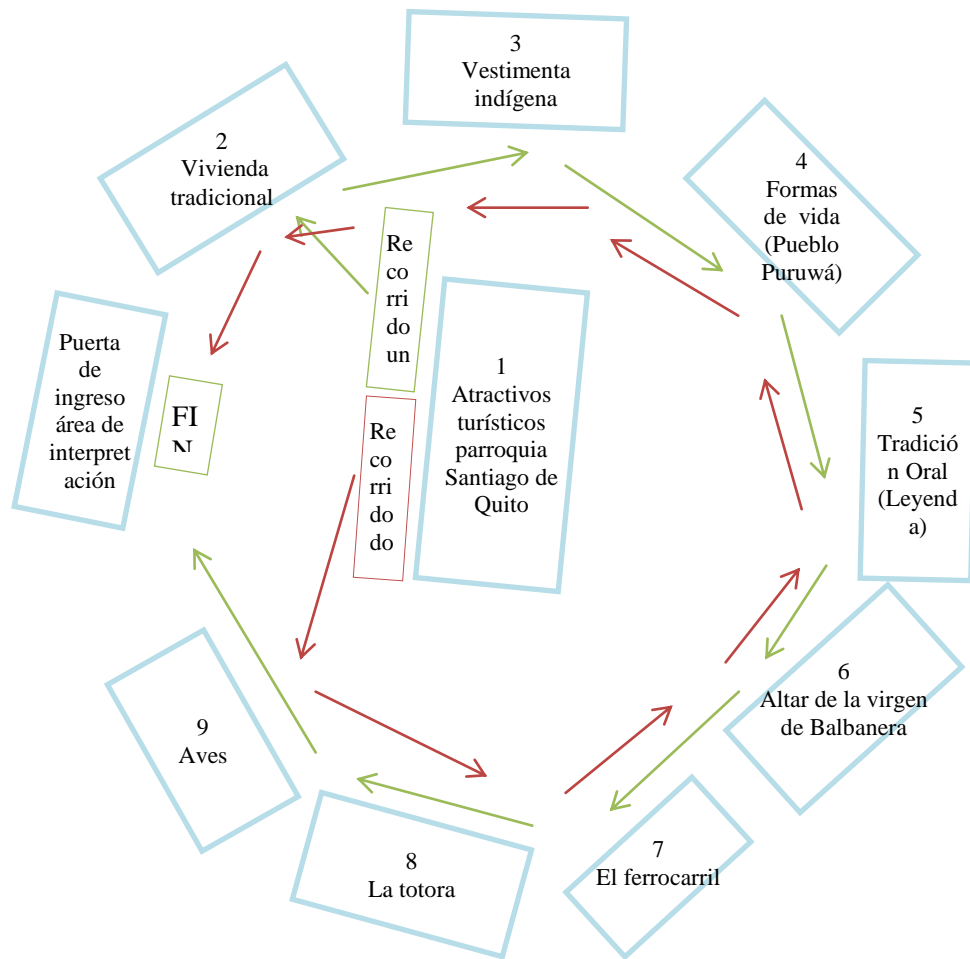 3
Vestimenta
indígena
2
Vivienda
tradicional
4
Formas
de vida
(Pueblo
Puruwá)
Re
co
rri
do
un
Puerta
de
ingreso
área de
interpret
ación
FI
N
1
Atractivos
turísticos
parroquia
Santiago de
Quito
Re
co
rri
do
do
5
Tradició
n Oral
(Leyend
a)
6
Altar de la virgen
de Balbanera
9
Aves
8
La totora
7
El ferrocarril